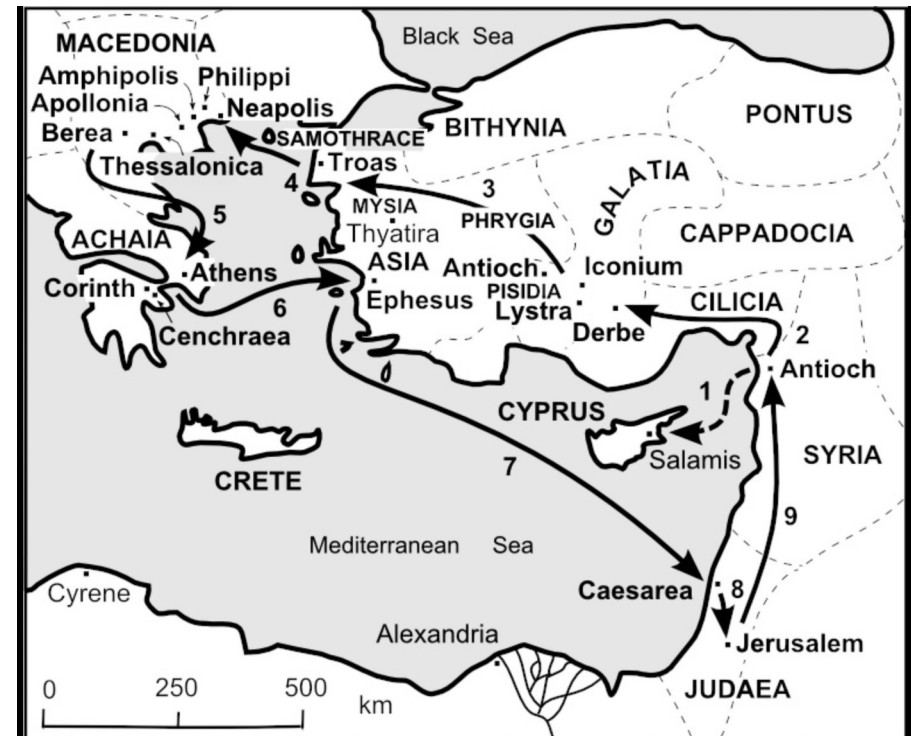 Black Sea
MACEDONIA
Amphipolis
Philippi
Apollonia
Neapolis
Berea
SAMOTHRACE
BITHYNIA
PONTUS
Thessalonica
Troas
4
3
GALATIA
MYSIA
PHRYGIA
5
Thyatira
ACHAIA
CAPPADOCIA
ASIA
Antioch
Iconium
Athens
Corinth
6
Ephesus
PISIDIA
Lystra
CILICIA
Cenchraea
Derbe
2
Antioch
1
CYPRUS
Salamis
SYRIA
7
CRETE
9
Mediterranean Sea
Caesarea
8
Cyrene
Alexandria
Jerusalem
JUDAEA
0 250 500
km